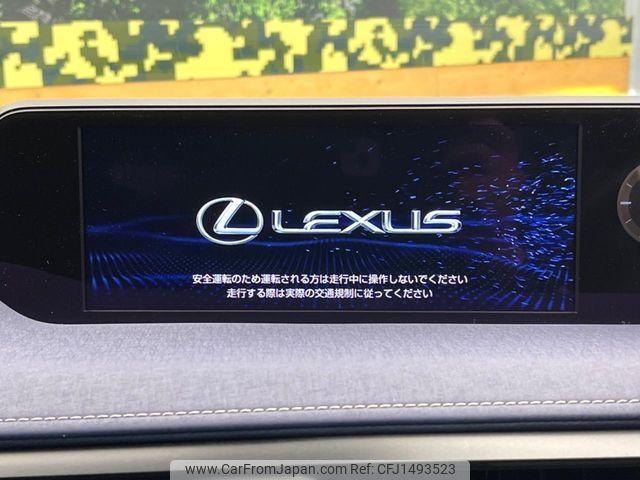 LEXUS
安全運転のため運転される方は走行中に操作しないでください
走行する際は実際の交通規制に従ってください
www.carfromjapan.com - CFJ1493523